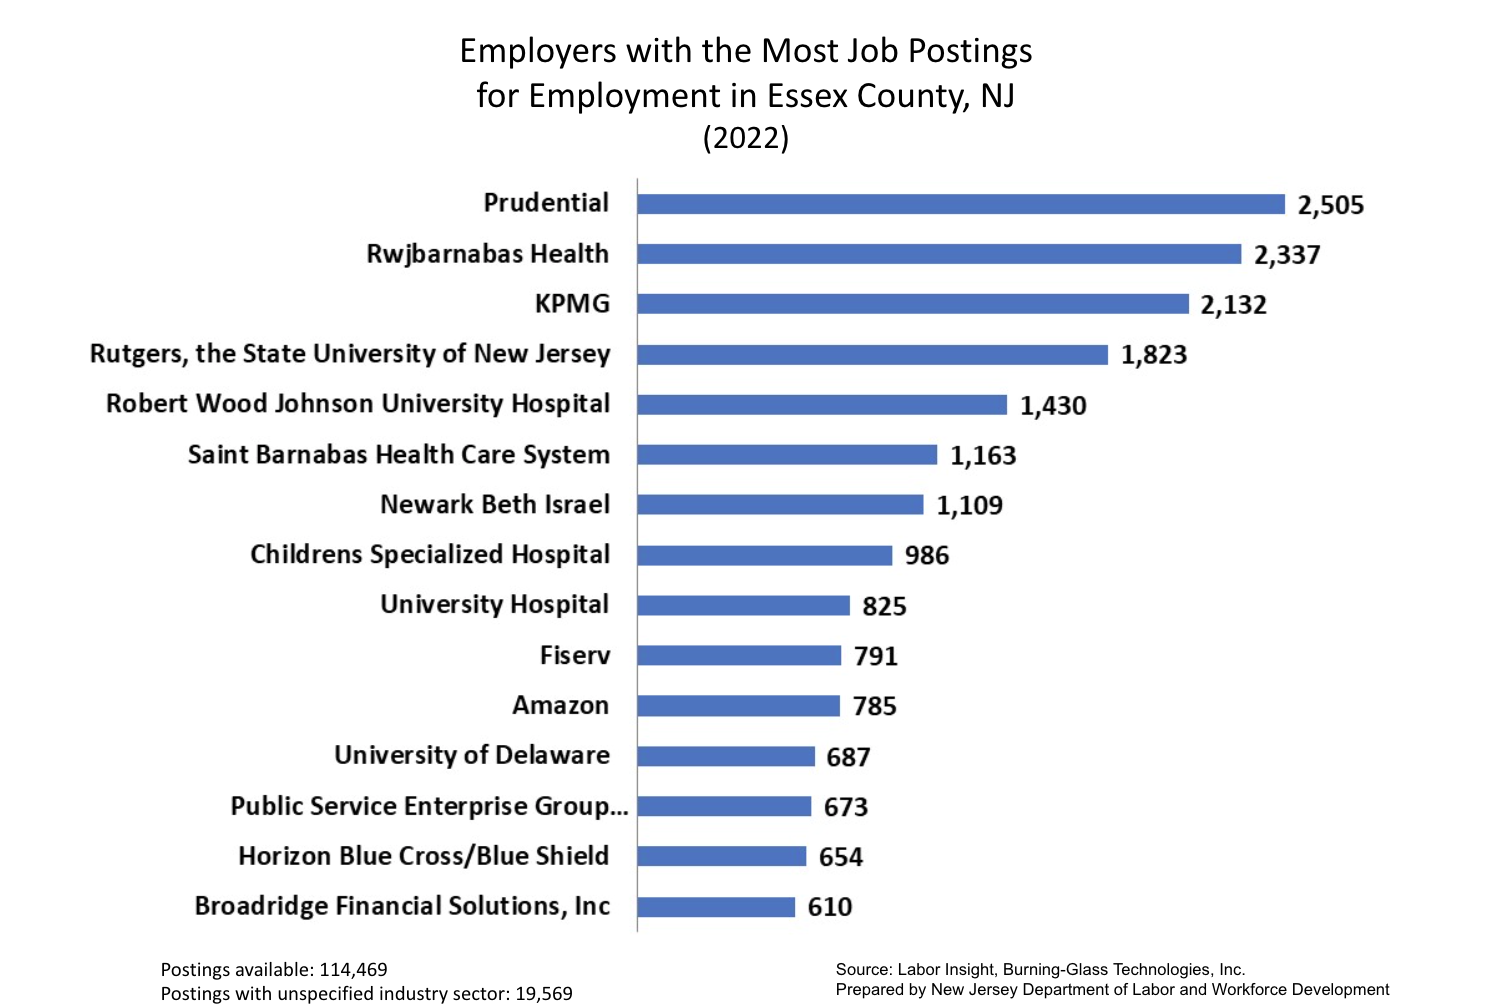 Employers with the Most Job Postings
for Employment in Essex County, NJ
(2022)
Prudential 2,505
Rwjbarnabas Health 2,337
KPMG 2,132
Rutgers, the State University of New Jersey 1,823
Robert Wood Johnson University Hospital 1,430
Saint Barnabas Health Care System 1,163
Newark Beth Israel 1,109
Childrens Specialized Hospital 986
University Hospital 825
Fiserv 791
Amazon 785
University of Delaware 687
Public Service Enterprise Group... 673
Horizon Blue Cross/Blue Shield 654
Broadridge Financial Solutions, Inc 610
Postings available: 114,469
Postings with unspecified industry sector: 19,569
Source: Labor Insight, Burning-Glass Technologies, Inc.
Prepared by New Jersey Department of Labor and Workforce Development